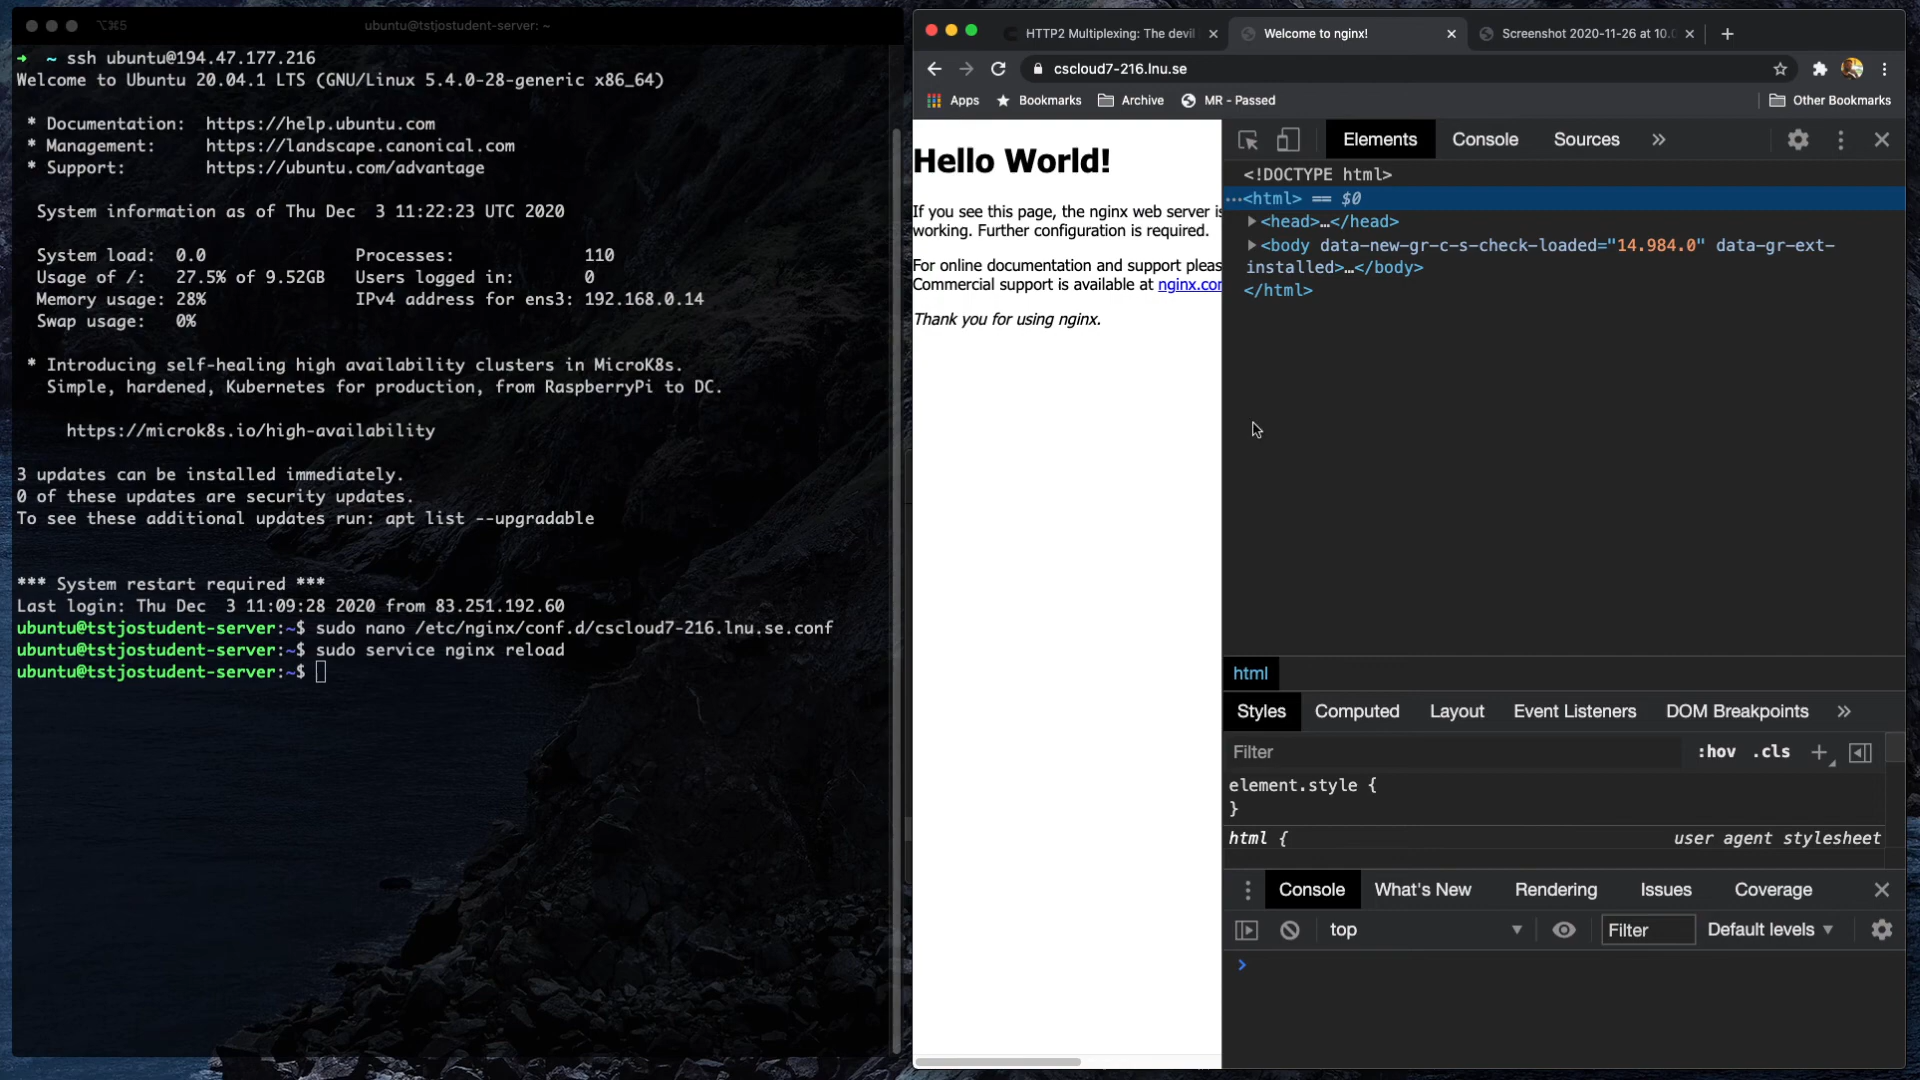 ⌥⌘5
ubuntu@tstjostudent-server: ~
➜ ~ ssh ubuntu@194.47.177.216
Welcome to Ubuntu 20.04.1 LTS (GNU/Linux 5.4.0-28-generic x86_64)
* Documentation: https://help.ubuntu.com
* Management: https://landscape.canonical.com
* Support: https://ubuntu.com/advantage
System information as of Thu Dec 3 11:22:23 UTC 2020
System load: 0.0 Processes: 110
Usage of /: 27.5% of 9.52GB Users logged in: 0
Memory usage: 28% IPv4 address for ens3: 192.168.0.14
Swap usage: 0%
* Introducing self-healing high availability clusters in MicroK8s.
Simple, hardened, Kubernetes for production, from RaspberryPi to DC.
https://microk8s.io/high-availability
3 updates can be installed immediately.
0 of these updates are security updates.
To see these additional updates run: apt list --upgradable
*** System restart required ***
Last login: Thu Dec 3 11:09:28 2020 from 83.251.192.60
ubuntu@tstjostudent-server:~$ sudo nano /etc/nginx/conf.d/cscloud7-216.lnu.se.conf
ubuntu@tstjostudent-server:~$ sudo service nginx reload
ubuntu@tstjostudent-server:~$
HTTP2 Multiplexing: The devil
Welcome to nginx!
Screenshot 2020-11-26 at 10.
cscloud7-216.lnu.se
Apps Bookmarks Archive MR - Passed Other Bookmarks
Hello World!
If you see this page, the nginx web server is
working. Further configuration is required.
For online documentation and support pleas
Commercial support is available at nginx.com
Thank you for using nginx.
Elements Console Sources »
<!DOCTYPE html>
…<html> == $0
<head>…</head>
<body data-new-gr-c-s-check-loaded="14.984.0" data-gr-ext-
installed>…</body>
</html>
html
Styles Computed Layout Event Listeners DOM Breakpoints »
Filter :hov .cls +
element.style {
}
html { user agent stylesheet
Console What's New Rendering Issues Coverage
top Filter Default levels